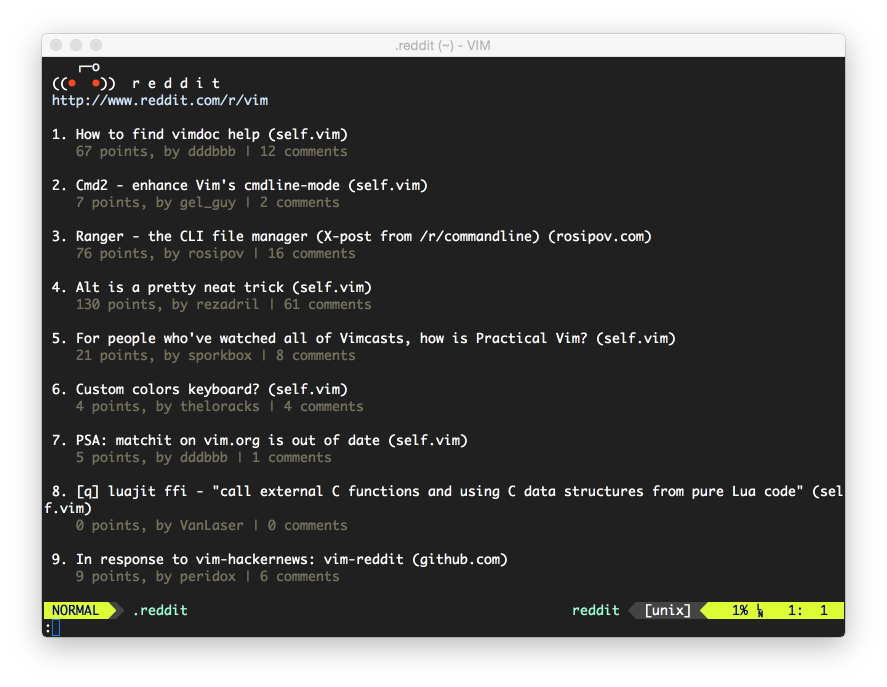 .reddit (~) - VIM
┌─o
((•  •))  r e d d i t
http://www.reddit.com/r/vim
1. How to find vimdoc help (self.vim)
67 points, by dddbbb | 12 comments
2. Cmd2 - enhance Vim's cmdline-mode (self.vim)
7 points, by gel_guy | 2 comments
3. Ranger - the CLI file manager (X-post from /r/commandline) (rosipov.com)
76 points, by rosipov | 16 comments
4. Alt is a pretty neat trick (self.vim)
130 points, by rezadril | 61 comments
5. For people who've watched all of Vimcasts, how is Practical Vim? (self.vim)
21 points, by sporkbox | 8 comments
6. Custom colors keyboard? (self.vim)
4 points, by theloracks | 4 comments
7. PSA: matchit on vim.org is out of date (self.vim)
5 points, by dddbbb | 1 comments
8. [q] luajit ffi - "call external C functions and using C data structures from pure Lua code" (sel
f.vim)
0 points, by VanLaser | 0 comments
9. In response to vim-hackernews: vim-reddit (github.com)
9 points, by peridox | 6 comments
NORMAL .reddit reddit [unix] 1% ␤ 1: 1
: